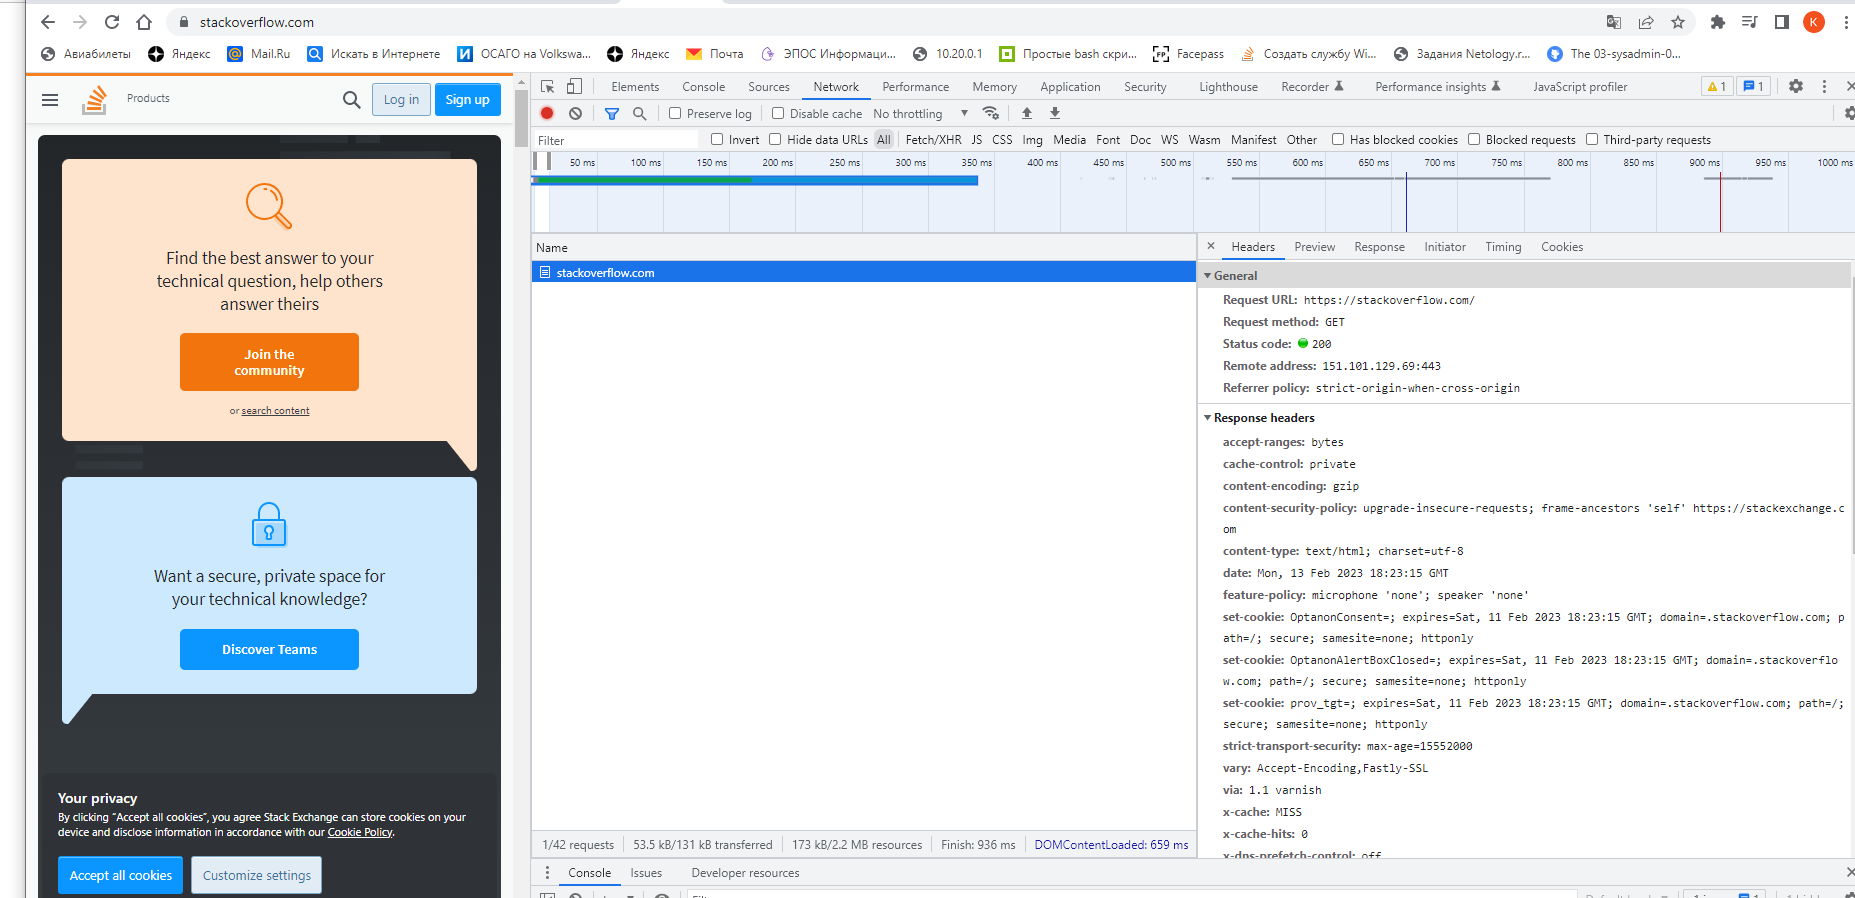 stackoverflow.com
K
Авиабилеты
Яндекс
Mail.Ru
Искать в Интернете
ОСАГО на Volkswa...
Яндекс
Почта
ЭПОС Информаци...
10.20.0.1
Простые bash скри...
FP
Facepass
Создать службу Wi...
Задания Netology.r...
The 03-sysadmin-0...
Products
Log in
Sign up
Find the best answer to your
technical question, help others
answer theirs
Join the
community
or search content
Want a secure, private space for
your technical knowledge?
Discover Teams
Your privacy
By clicking “Accept all cookies”, you agree Stack Exchange can store cookies on your
device and disclose information in accordance with our Cookie Policy.
Accept all cookies
Customize settings
Elements
Console
Sources
Network
Performance
Memory
Application
Security
Lighthouse
Recorder
Performance insights
JavaScript profiler
1
1
Preserve log
Disable cache
No throttling
Filter
Invert
Hide data URLs
All
Fetch/XHR
JS
CSS
Img
Media
Font
Doc
WS
Wasm
Manifest
Other
Has blocked cookies
Blocked requests
Third-party requests
50 ms
100 ms
150 ms
200 ms
250 ms
300 ms
350 ms
400 ms
450 ms
500 ms
550 ms
600 ms
650 ms
700 ms
750 ms
800 ms
850 ms
900 ms
950 ms
1000 ms
Name
stackoverflow.com
Headers
Preview
Response
Initiator
Timing
Cookies
General
Request URL: https://stackoverflow.com/
Request method: GET
Status code: 200
Remote address: 151.101.129.69:443
Referrer policy: strict-origin-when-cross-origin
Response headers
accept-ranges: bytes
cache-control: private
content-encoding: gzip
content-security-policy: upgrade-insecure-requests; frame-ancestors 'self' https://stackexchange.c
om
content-type: text/html; charset=utf-8
date: Mon, 13 Feb 2023 18:23:15 GMT
feature-policy: microphone 'none'; speaker 'none'
set-cookie: OptanonConsent=; expires=Sat, 11 Feb 2023 18:23:15 GMT; domain=.stackoverflow.com; p
ath=/; secure; samesite=none; httponly
set-cookie: OptanonAlertBoxClosed=; expires=Sat, 11 Feb 2023 18:23:15 GMT; domain=.stackoverflo
w.com; path=/; secure; samesite=none; httponly
set-cookie: prov_tgt=; expires=Sat, 11 Feb 2023 18:23:15 GMT; domain=.stackoverflow.com; path=/;
secure; samesite=none; httponly
strict-transport-security: max-age=15552000
vary: Accept-Encoding,Fastly-SSL
via: 1.1 varnish
x-cache: MISS
x-cache-hits: 0
x-dns-prefetch-control: off
1/42 requests
53.5 kB/131 kB transferred
173 kB/2.2 MB resources
Finish: 936 ms
DOMContentLoaded: 659 ms
Console
Issues
Developer resources